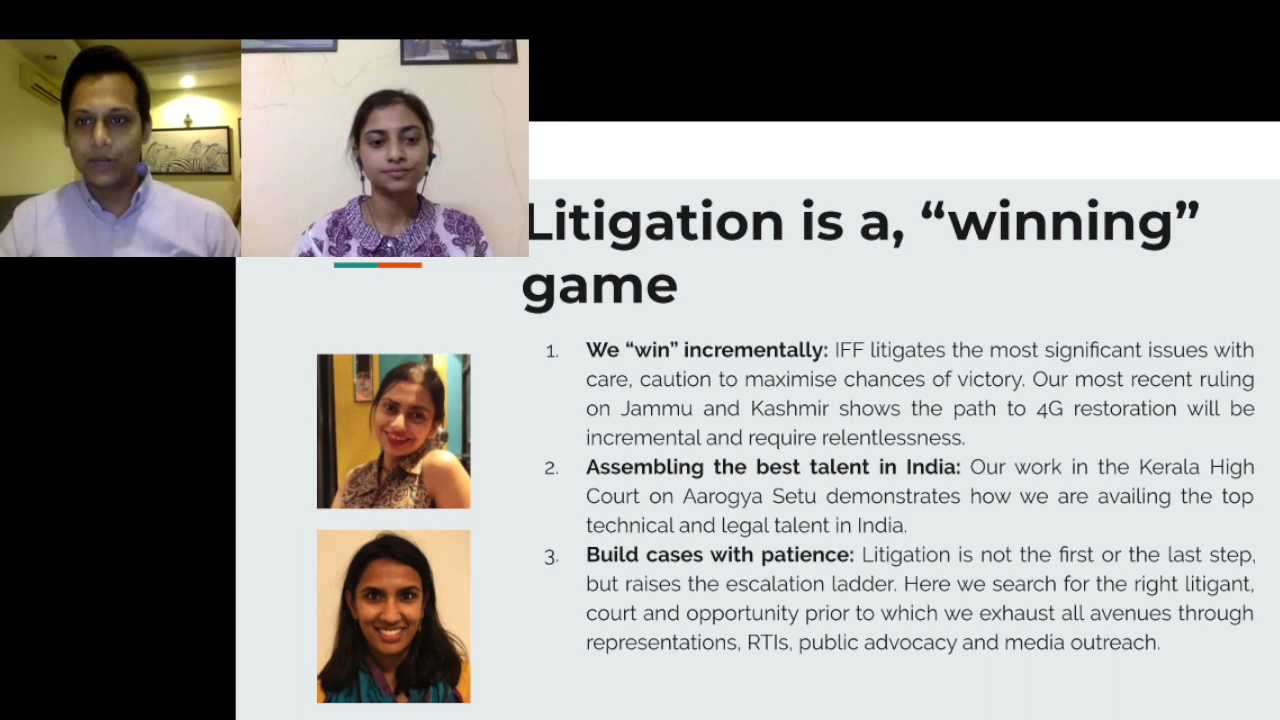 Litigation is a, “winning”
game
1. We “win” incrementally: IFF litigates the most significant issues with
care, caution to maximise chances of victory. Our most recent ruling
on Jammu and Kashmir shows the path to 4G restoration will be
incremental and require relentlessness.
2. Assembling the best talent in India: Our work in the Kerala High
Court on Aarogya Setu demonstrates how we are availing the top
technical and legal talent in India.
3. Build cases with patience: Litigation is not the first or the last step,
but raises the escalation ladder. Here we search for the right litigant,
court and opportunity prior to which we exhaust all avenues through
representations, RTIs, public advocacy and media outreach.